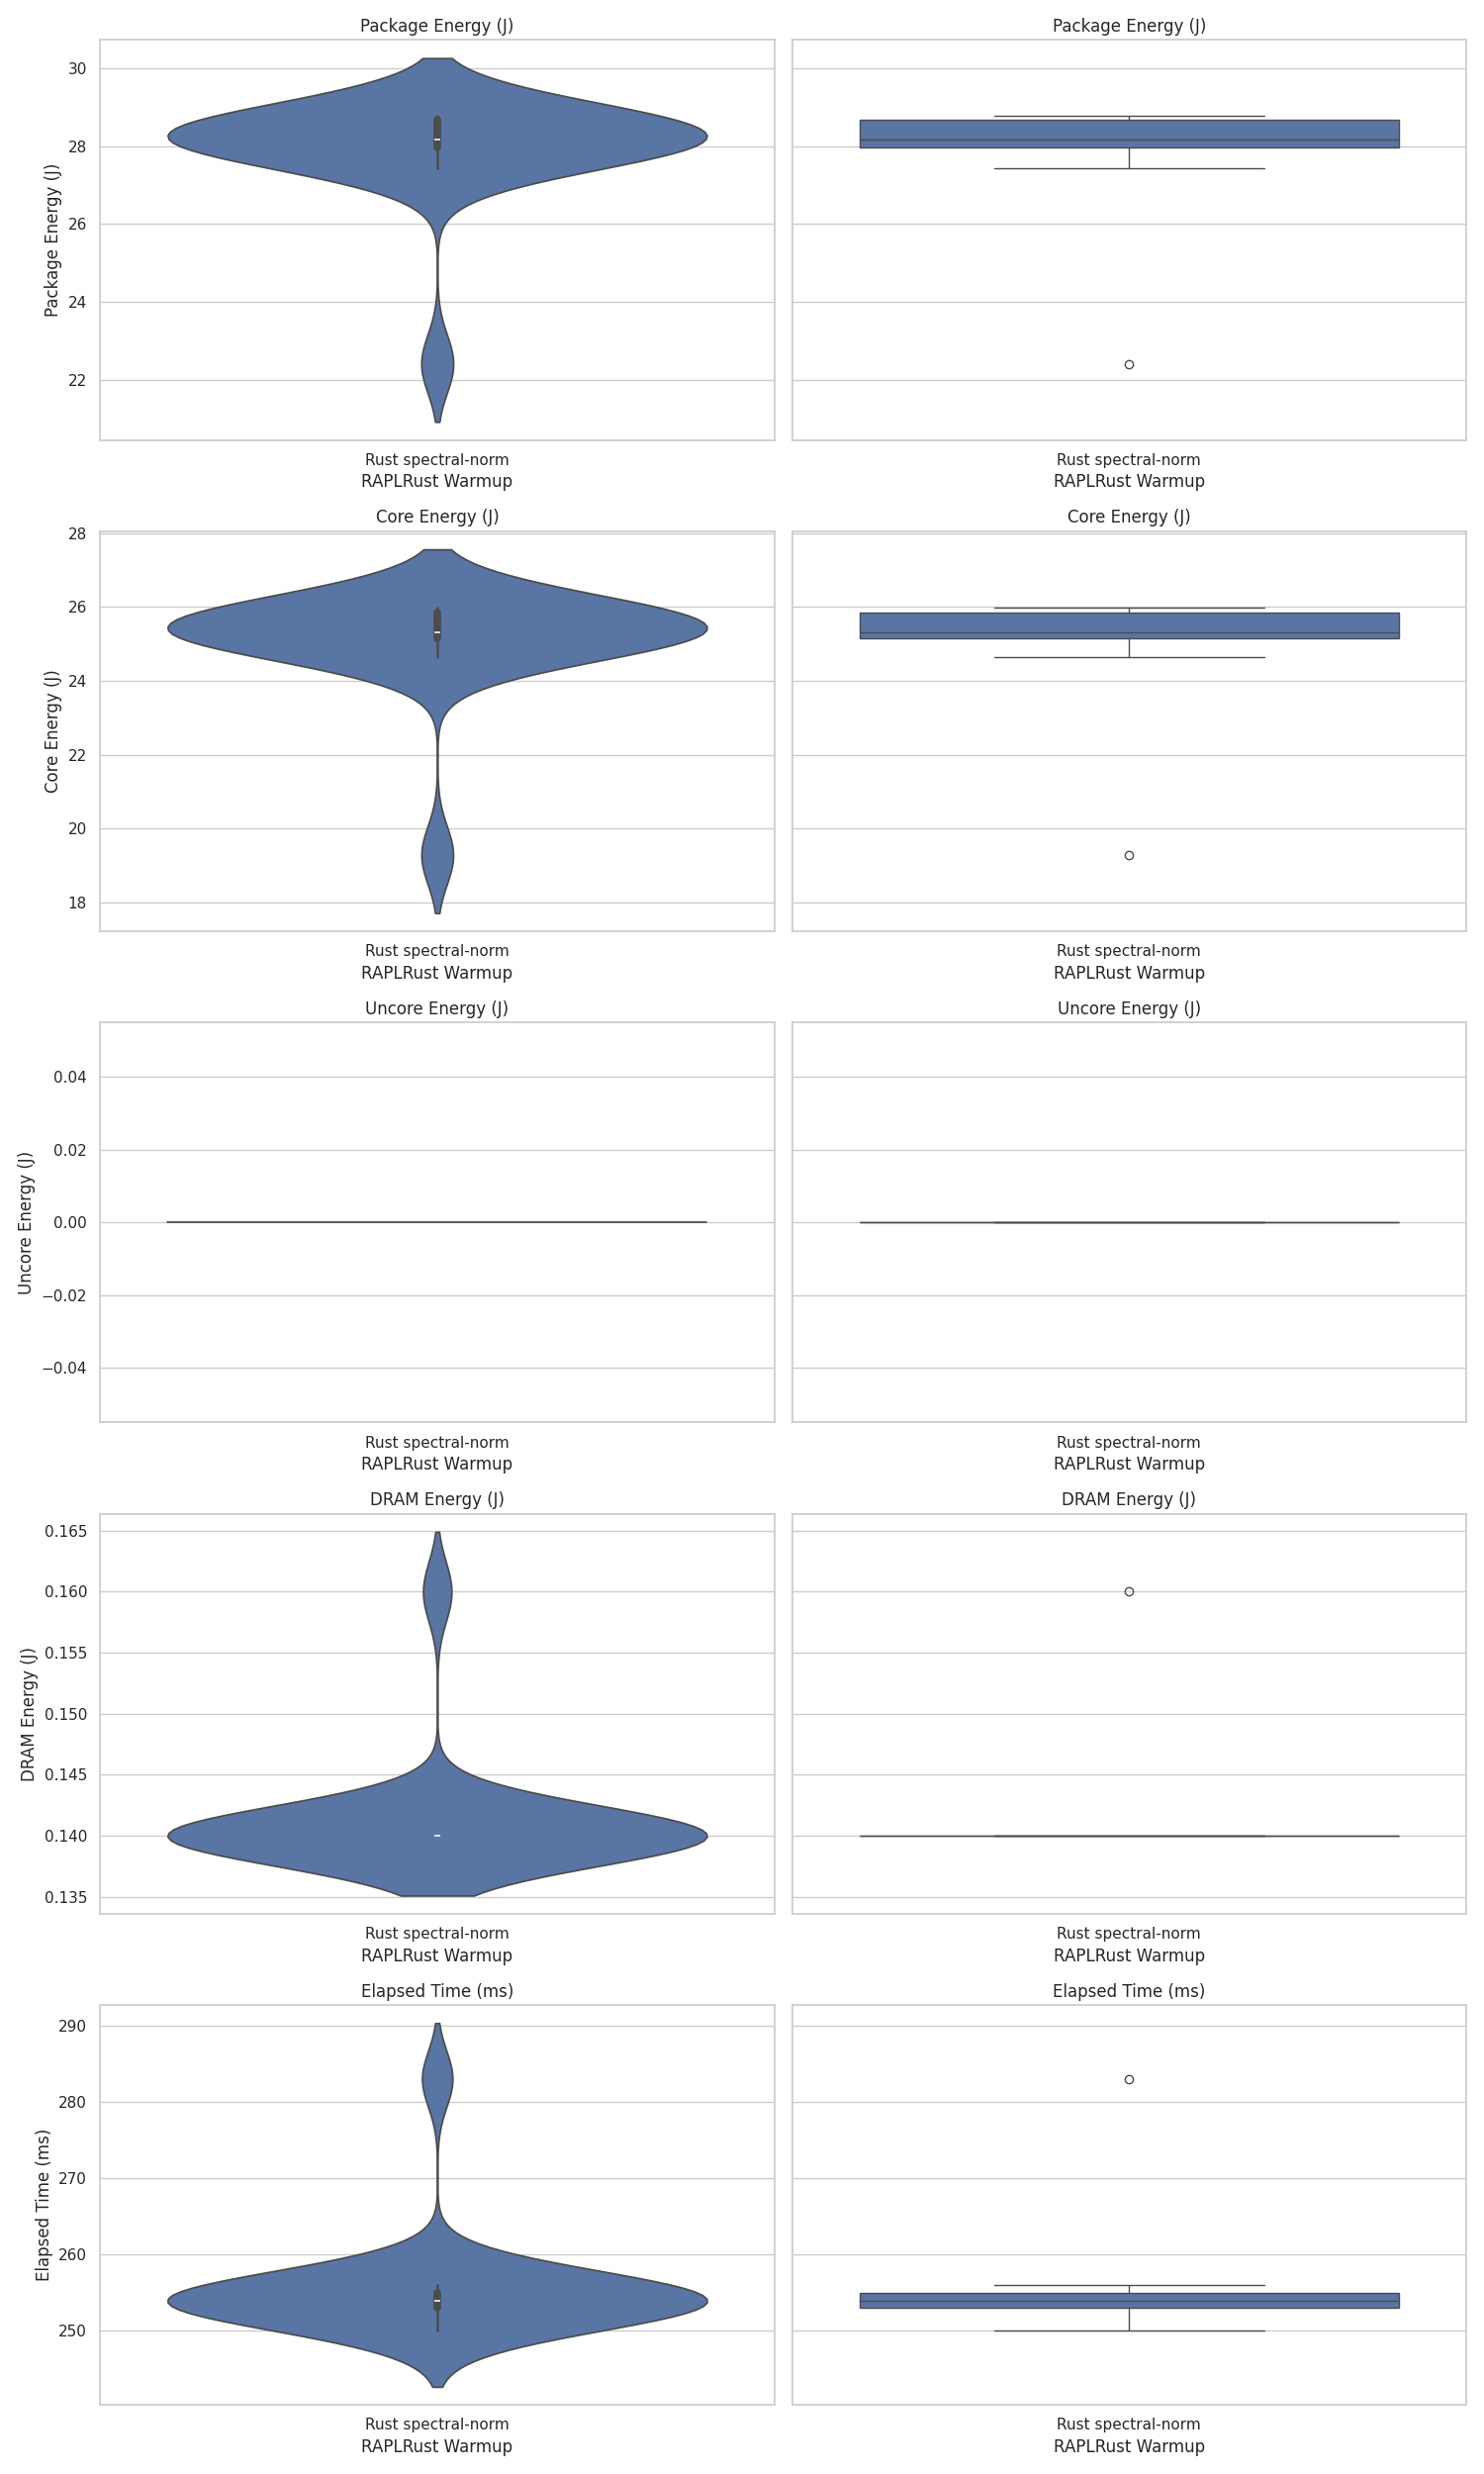 Package Energy (J)
Package Energy (J)
30
28
26
24
22
Package Energy (J)
Rust spectral-norm
RAPLRust Warmup
Rust spectral-norm
RAPLRust Warmup
Core Energy (J)
Core Energy (J)
28
26
24
22
20
18
Core Energy (J)
Rust spectral-norm
RAPLRust Warmup
Rust spectral-norm
RAPLRust Warmup
Uncore Energy (J)
Uncore Energy (J)
0.04
0.02
0.00
−0.02
−0.04
Uncore Energy (J)
Rust spectral-norm
RAPLRust Warmup
Rust spectral-norm
RAPLRust Warmup
DRAM Energy (J)
DRAM Energy (J)
0.165
0.160
0.155
0.150
0.145
0.140
0.135
DRAM Energy (J)
Rust spectral-norm
RAPLRust Warmup
Rust spectral-norm
RAPLRust Warmup
Elapsed Time (ms)
Elapsed Time (ms)
290
280
270
260
250
Elapsed Time (ms)
Rust spectral-norm
RAPLRust Warmup
Rust spectral-norm
RAPLRust Warmup